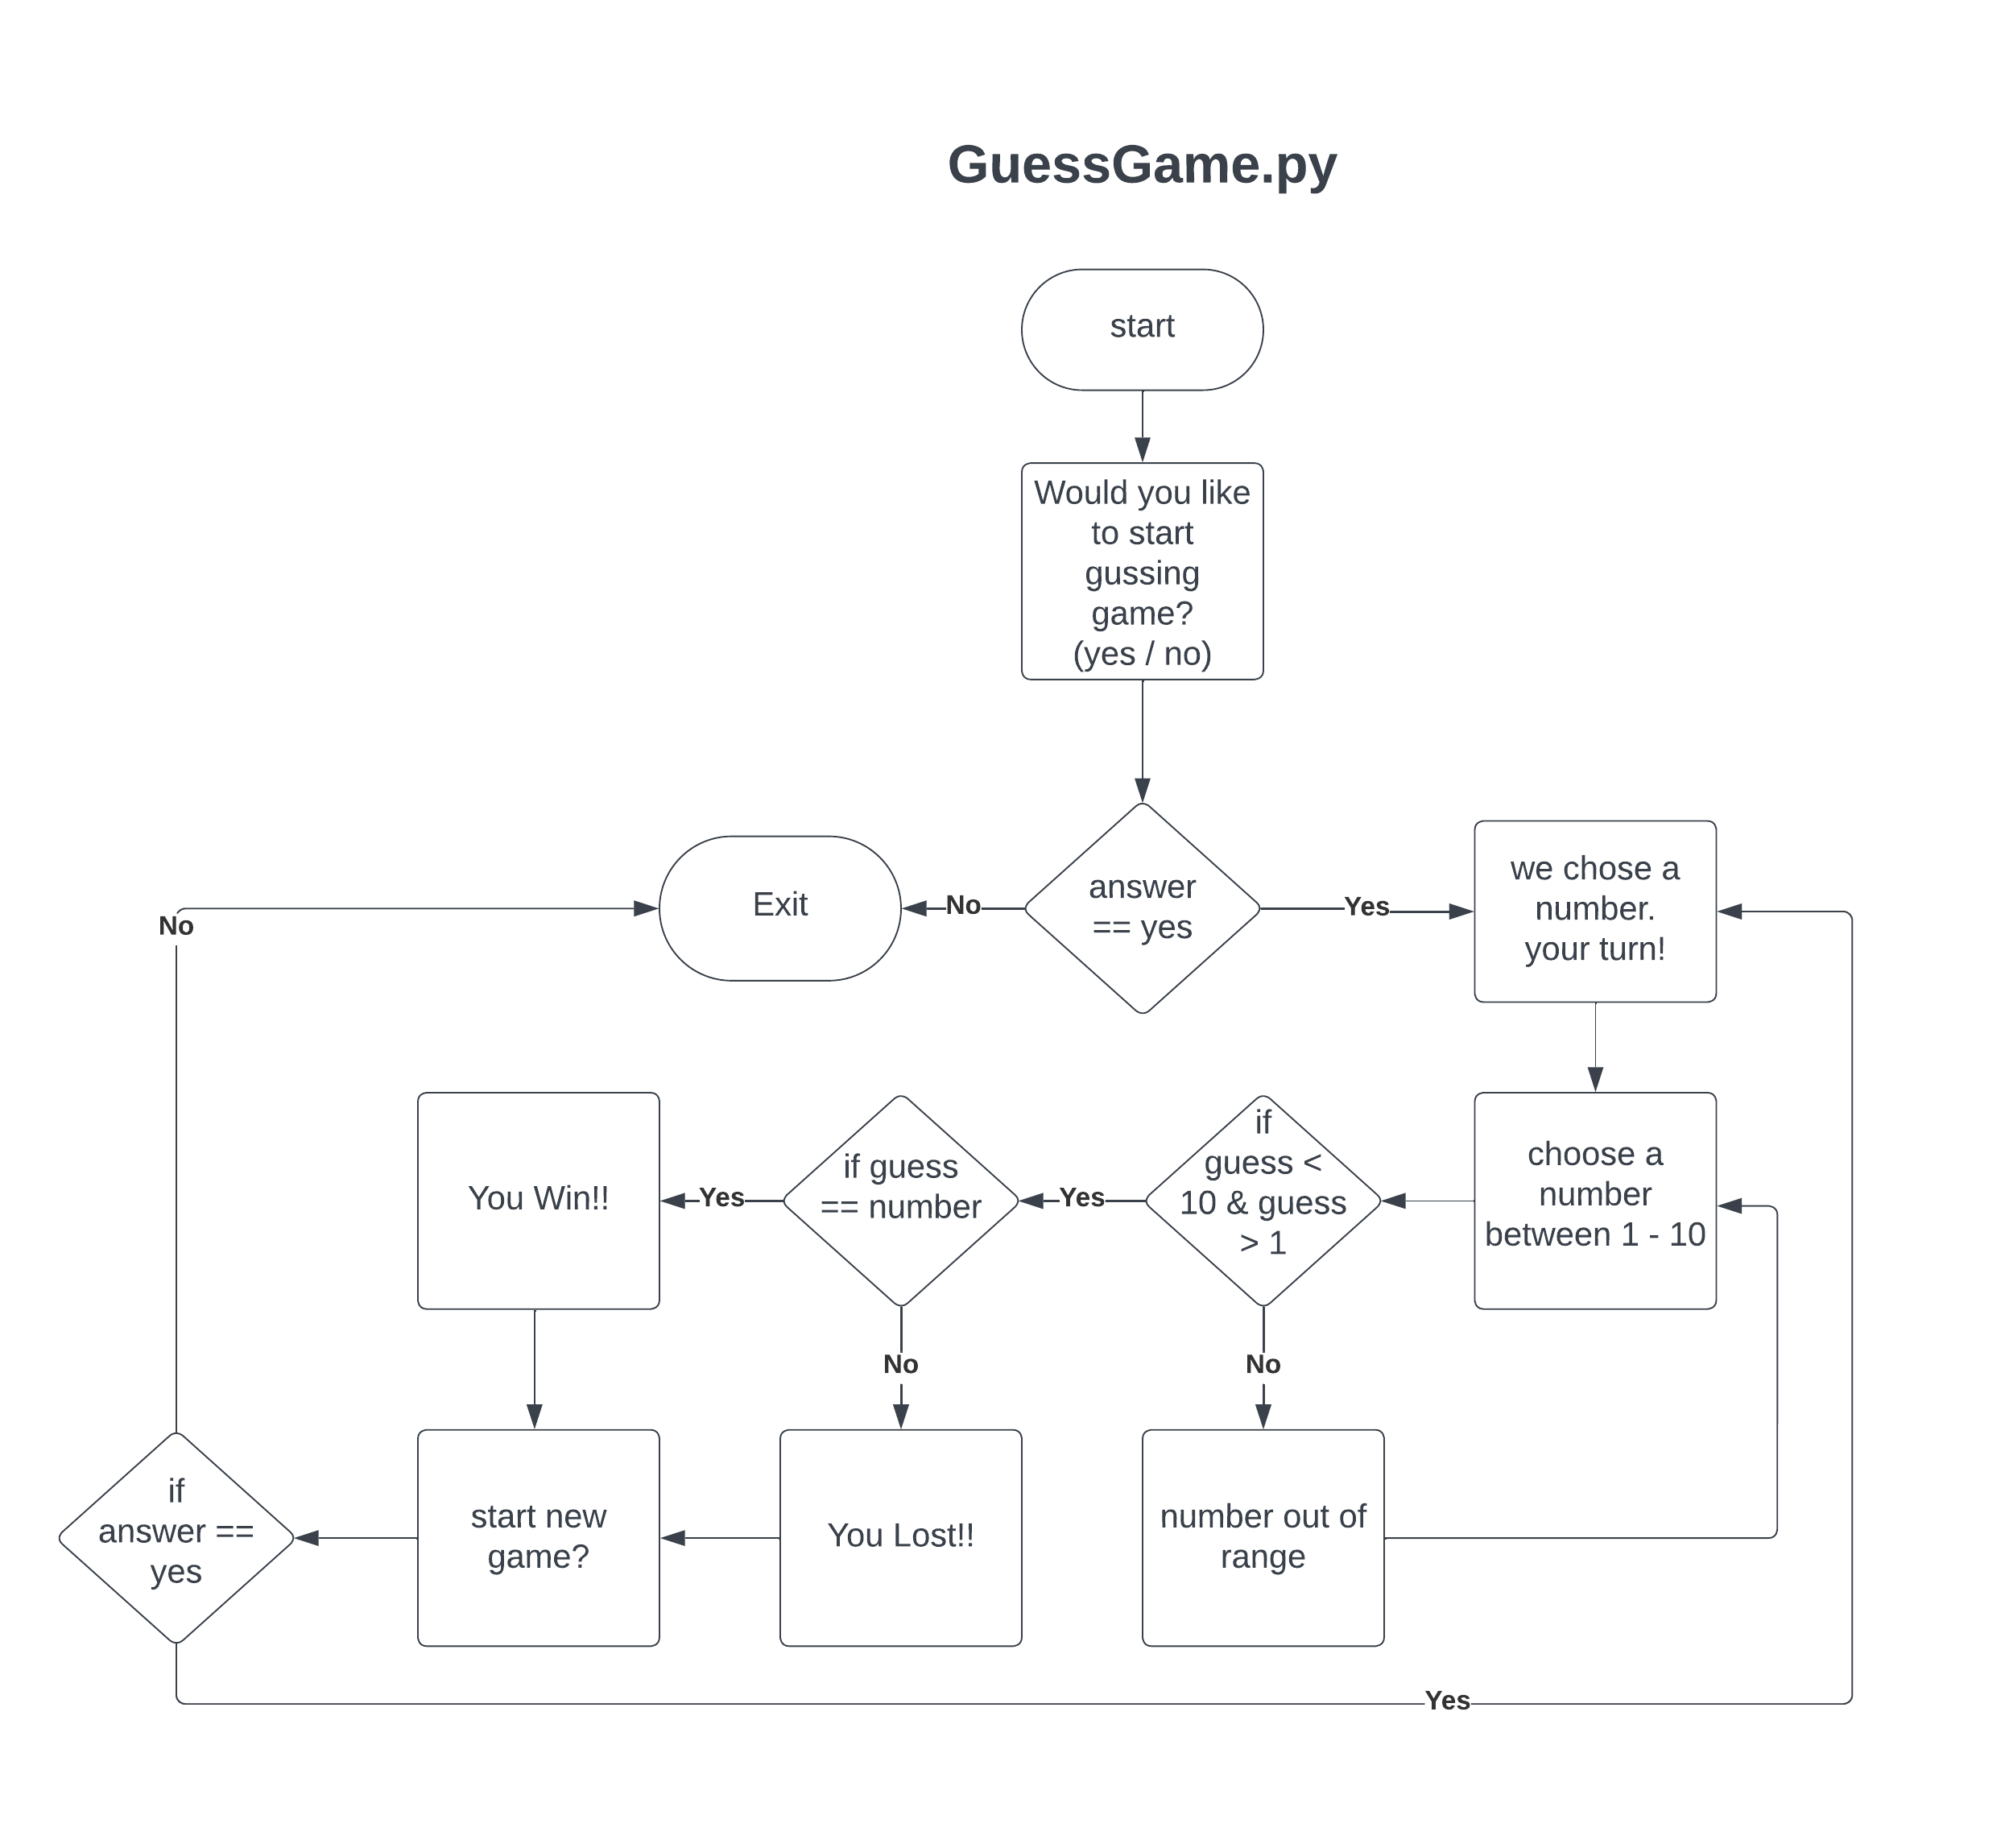 GuessGame.py
start
Would you like
to start
gussing
game?
(yes / no)
answer
== yes
No
Exit
Yes
we chose a
number.
your turn!
No
choose a
number
between 1 - 10
if
guess <
10 & guess
> 1
Yes
if guess
== number
Yes
You Win!!
No
No
number out of
range
You Lost!!
start new
game?
if
answer ==
yes
Yes